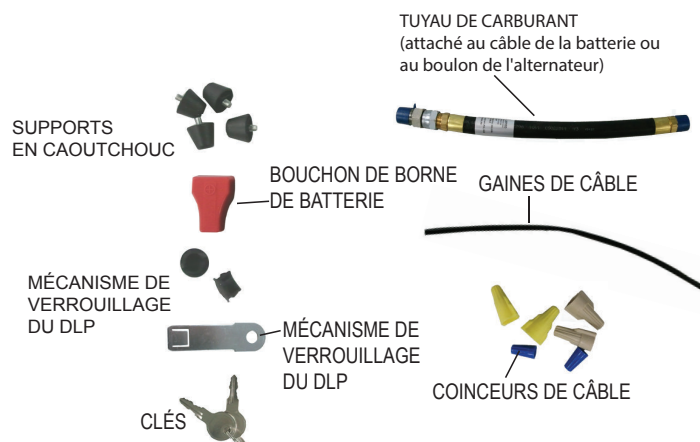 TUYAU DE CARBURANT
(attaché au câble de la batterie ou
au boulon de l'alternateur)
SUPPORTS
EN CAOUTCHOUC
BOUCHON DE BORNE
DE BATTERIE
GAINES DE CÂBLE
MÉCANISME DE
VERROUILLAGE
DU DLP
MÉCANISME DE
VERROUILLAGE
DU DLP
COINCEURS DE CÂBLE
CLÉS